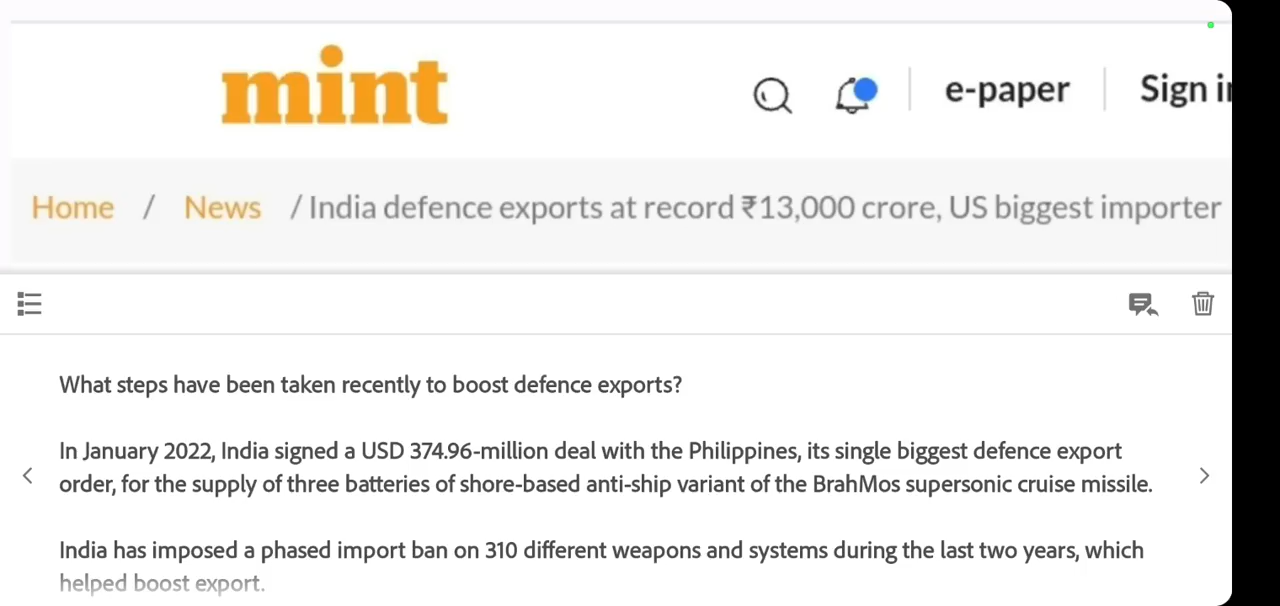 mint
e-paper
Sign in
Home / News / India defence exports at record ₹13,000 crore, US biggest importer
What steps have been taken recently to boost defence exports?
In January 2022, India signed a USD 374.96-million deal with the Philippines, its single biggest defence export
order, for the supply of three batteries of shore-based anti-ship variant of the BrahMos supersonic cruise missile.
India has imposed a phased import ban on 310 different weapons and systems during the last two years, which
helped boost export.